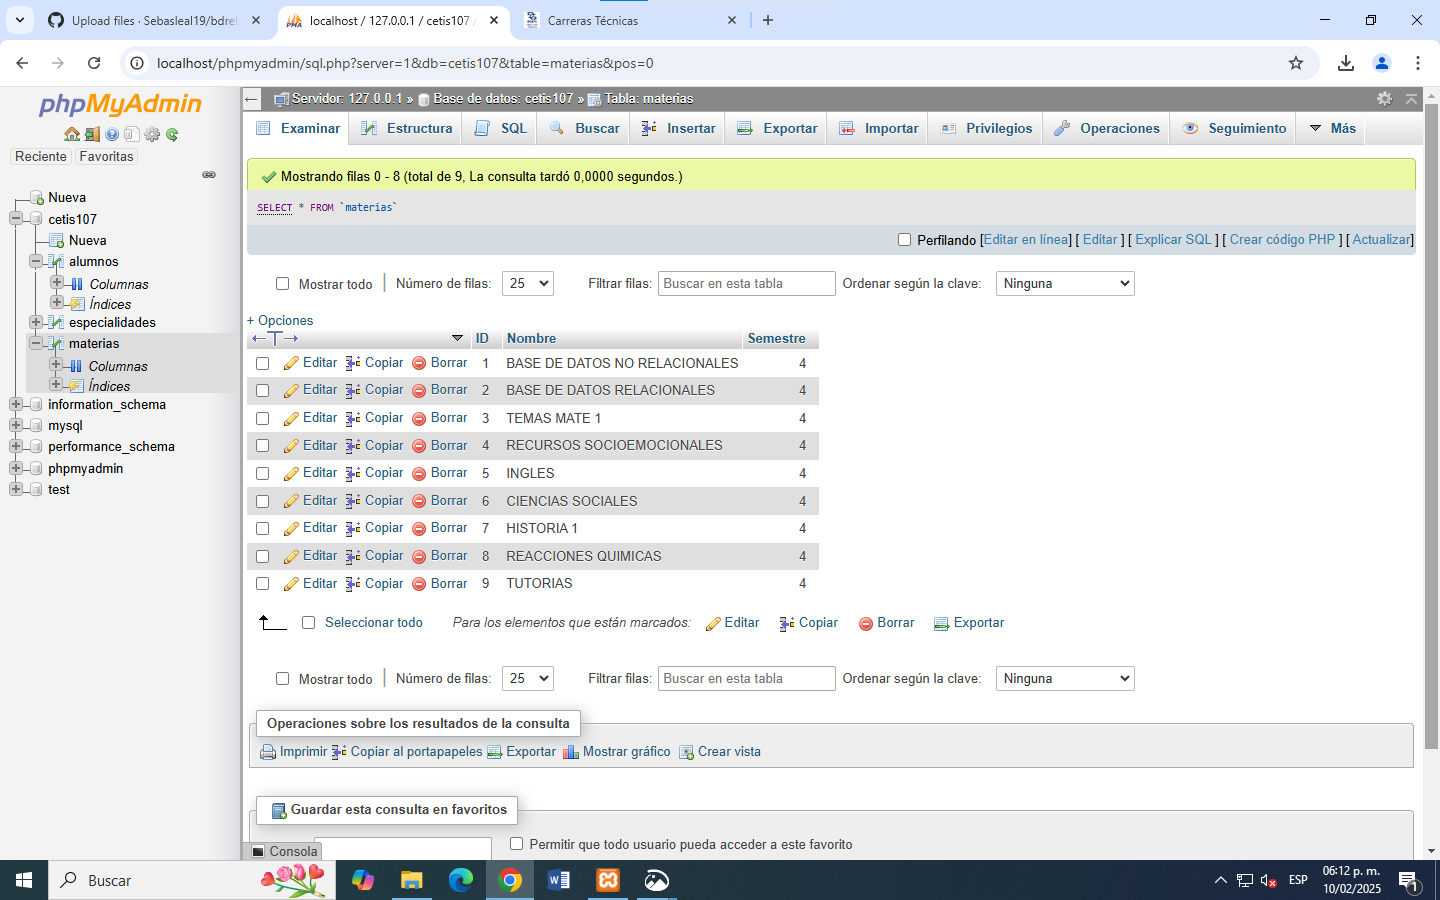 Upload files · Sebasleal19/bdrel
localhost / 127.0.0.1 / cetis107 /
Carreras Técnicas
localhost/phpmyadmin/sql.php?server=1&db=cetis107&table=materias&pos=0
phpMyAdmin
Reciente Favoritas
Nueva
cetis107
Nueva
alumnos
Columnas
Índices
especialidades
materias
Columnas
Índices
information_schema
mysql
performance_schema
phpmyadmin
test
Servidor: 127.0.0.1 » Base de datos: cetis107 » Tabla: materias
Examinar Estructura SQL Buscar Insertar Exportar Importar Privilegios Operaciones Seguimiento Más
Mostrando filas 0 - 8 (total de 9, La consulta tardó 0,0000 segundos.)
SELECT * FROM `materias`
Perfilando [Editar en línea] [ Editar ] [ Explicar SQL ] [ Crear código PHP ] [ Actualizar]
Mostrar todo | Número de filas: 25 Filtrar filas: Buscar en esta tabla Ordenar según la clave: Ninguna
+ Opciones
←T→ ID Nombre Semestre
Editar Copiar Borrar 1 BASE DE DATOS NO RELACIONALES 4
Editar Copiar Borrar 2 BASE DE DATOS RELACIONALES 4
Editar Copiar Borrar 3 TEMAS MATE 1 4
Editar Copiar Borrar 4 RECURSOS SOCIOEMOCIONALES 4
Editar Copiar Borrar 5 INGLES 4
Editar Copiar Borrar 6 CIENCIAS SOCIALES 4
Editar Copiar Borrar 7 HISTORIA 1 4
Editar Copiar Borrar 8 REACCIONES QUIMICAS 4
Editar Copiar Borrar 9 TUTORIAS 4
Seleccionar todo Para los elementos que están marcados: Editar Copiar Borrar Exportar
Mostrar todo | Número de filas: 25 Filtrar filas: Buscar en esta tabla Ordenar según la clave: Ninguna
Operaciones sobre los resultados de la consulta
Imprimir Copiar al portapapeles Exportar Mostrar gráfico Crear vista
Guardar esta consulta en favoritos
Permitir que todo usuario pueda acceder a este favorito
Consola
Buscar
ESP
06:12 p. m.
10/02/2025
1